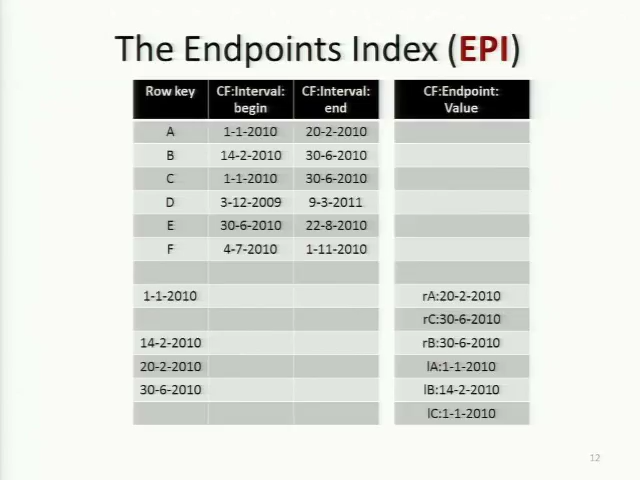 The Endpoints Index (EPI)
Row key CF:Interval: begin CF:Interval: end CF:Endpoint: Value
A 1-1-2010 20-2-2010
B 14-2-2010 30-6-2010
C 1-1-2010 30-6-2010
D 3-12-2009 9-3-2011
E 30-6-2010 22-8-2010
F 4-7-2010 1-11-2010
1-1-2010 rA:20-2-2010
rC:30-6-2010
14-2-2010 rB:30-6-2010
20-2-2010 lA:1-1-2010
30-6-2010 lB:14-2-2010
lC:1-1-2010
12